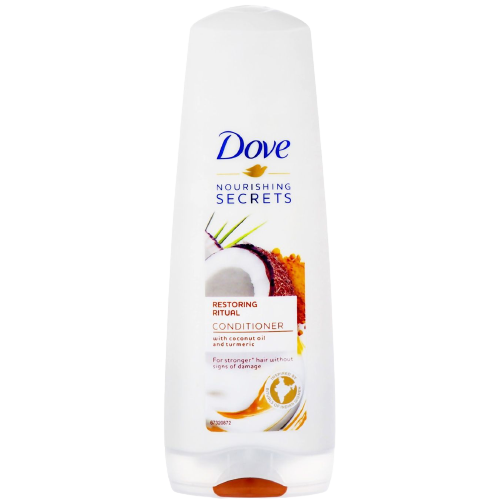 Dove
NOURISHING
SECRETS
RESTORING
RITUAL
CONDITIONER
with coconut oil
and turmeric
For stronger* hair without
signs of damage